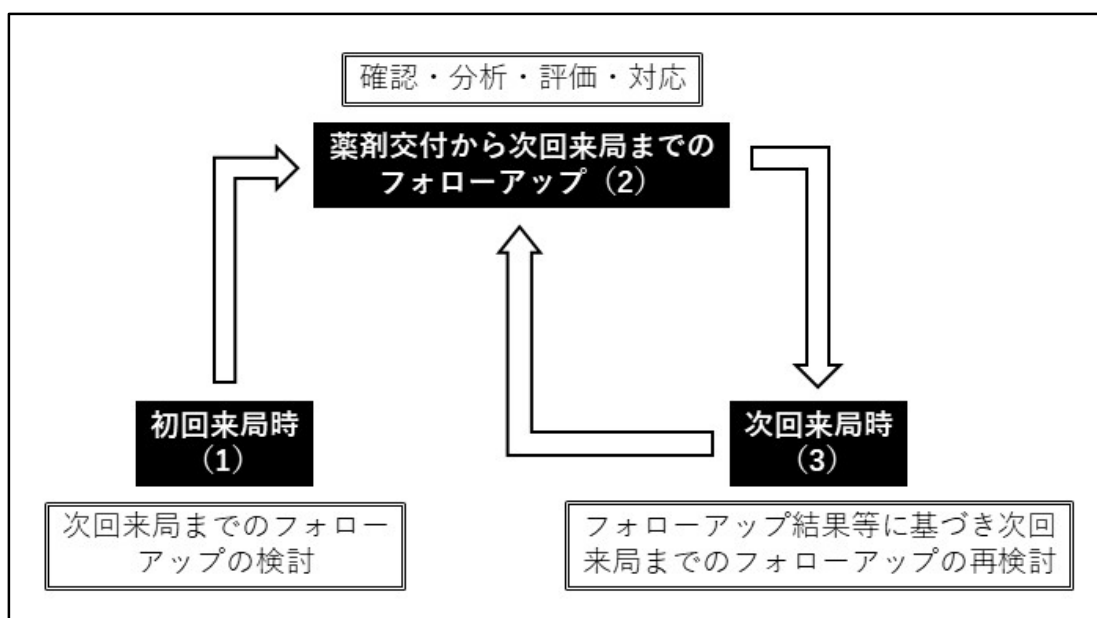 確認・分析・評価・対応
薬剤交付から次回来局までの
フォローアップ（2）
初回来局時
（1）
次回来局時
（3）
次回来局までのフォロー
アップの検討
フォローアップ結果等に基づき次回
来局までのフォローアップの再検討